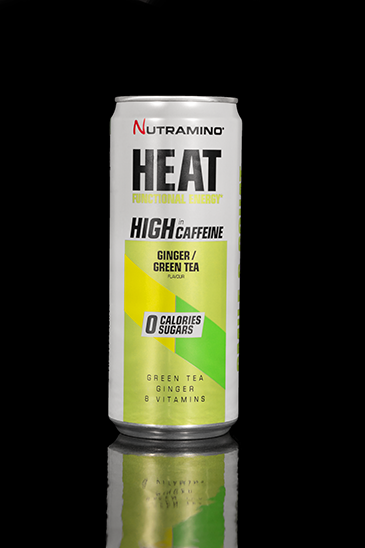 NUTRAMINO®
HEAT
FUNCTIONAL ENERGY
HIGH in CAFFEINE
GINGER/
GREEN TEA
FLAVOUR
0 CALORIES
SUGARS
GREEN TEA
GINGER
8 VITAMINS